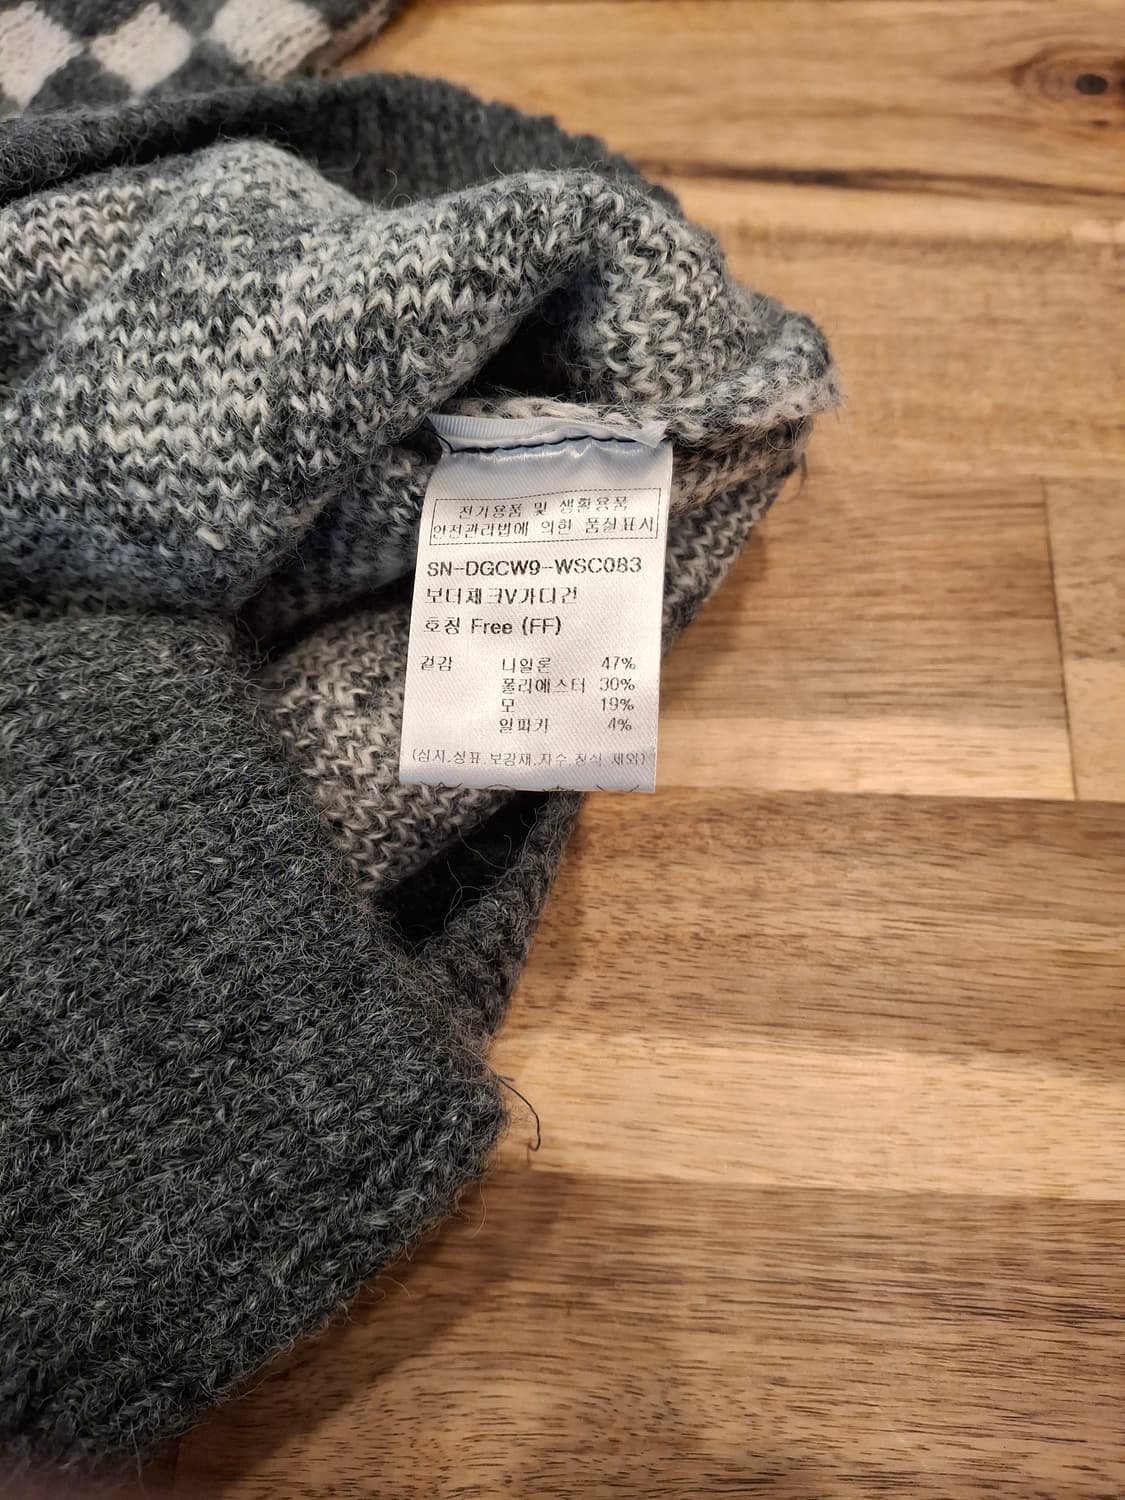 전기용품 및 생활용품
안전관리법에 의한 품질표시
SN-DGCW9-WSC083
보더체크V가디건
호칭 Free (FF)
겉감 나일론 47%
폴리에스터 30%
모 19%
알파카 4%
(심지,상표,보강재,자수,장식 제외)